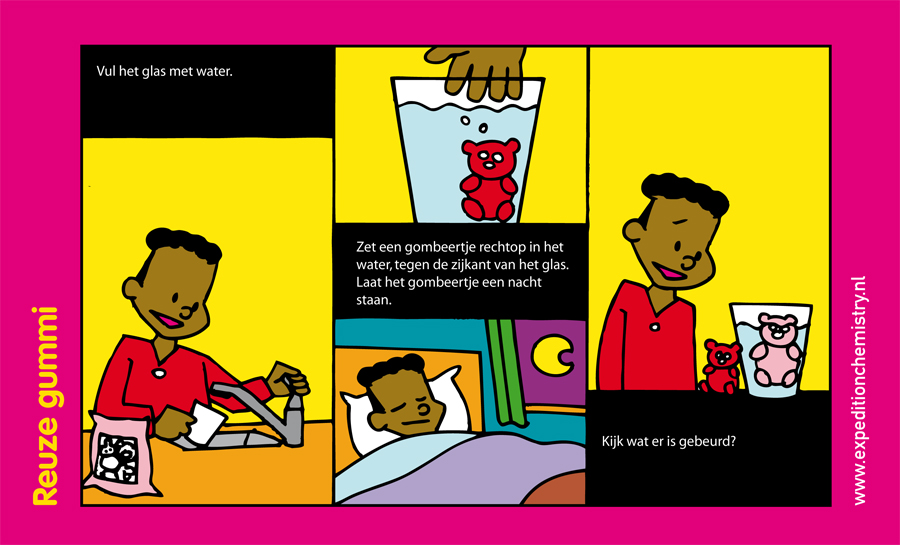 Reuze gummi
Vul het glas met water.
Zet een gombeertje rechtop in het
water, tegen de zijkant van het glas.
Laat het gombeertje een nacht
staan.
Kijk wat er is gebeurd?
www.expeditionchemistry.nl